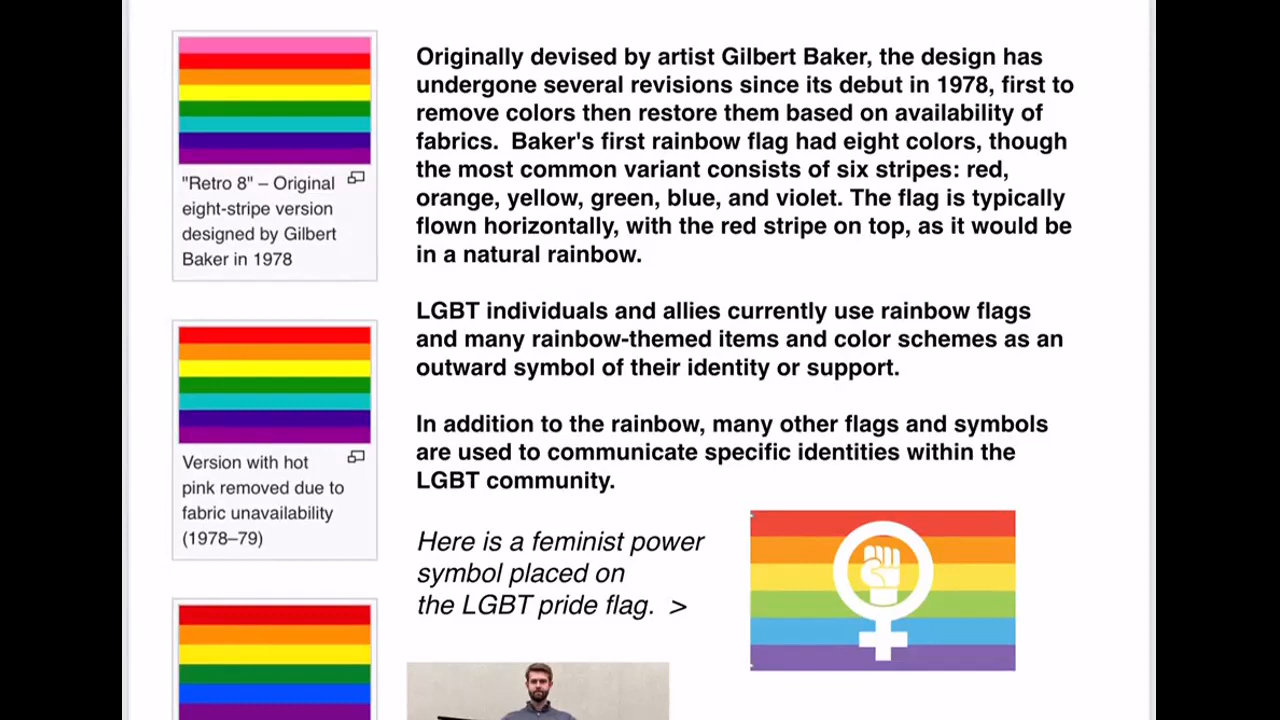 "Retro 8" – Original
eight-stripe version
designed by Gilbert
Baker in 1978
Version with hot
pink removed due to
fabric unavailability
(1978–79)
Originally devised by artist Gilbert Baker, the design has
undergone several revisions since its debut in 1978, first to
remove colors then restore them based on availability of
fabrics.  Baker's first rainbow flag had eight colors, though
the most common variant consists of six stripes: red,
orange, yellow, green, blue, and violet. The flag is typically
flown horizontally, with the red stripe on top, as it would be
in a natural rainbow.
LGBT individuals and allies currently use rainbow flags
and many rainbow-themed items and color schemes as an
outward symbol of their identity or support.
In addition to the rainbow, many other flags and symbols
are used to communicate specific identities within the
LGBT community.
Here is a feminist power
symbol placed on
the LGBT pride flag.  >